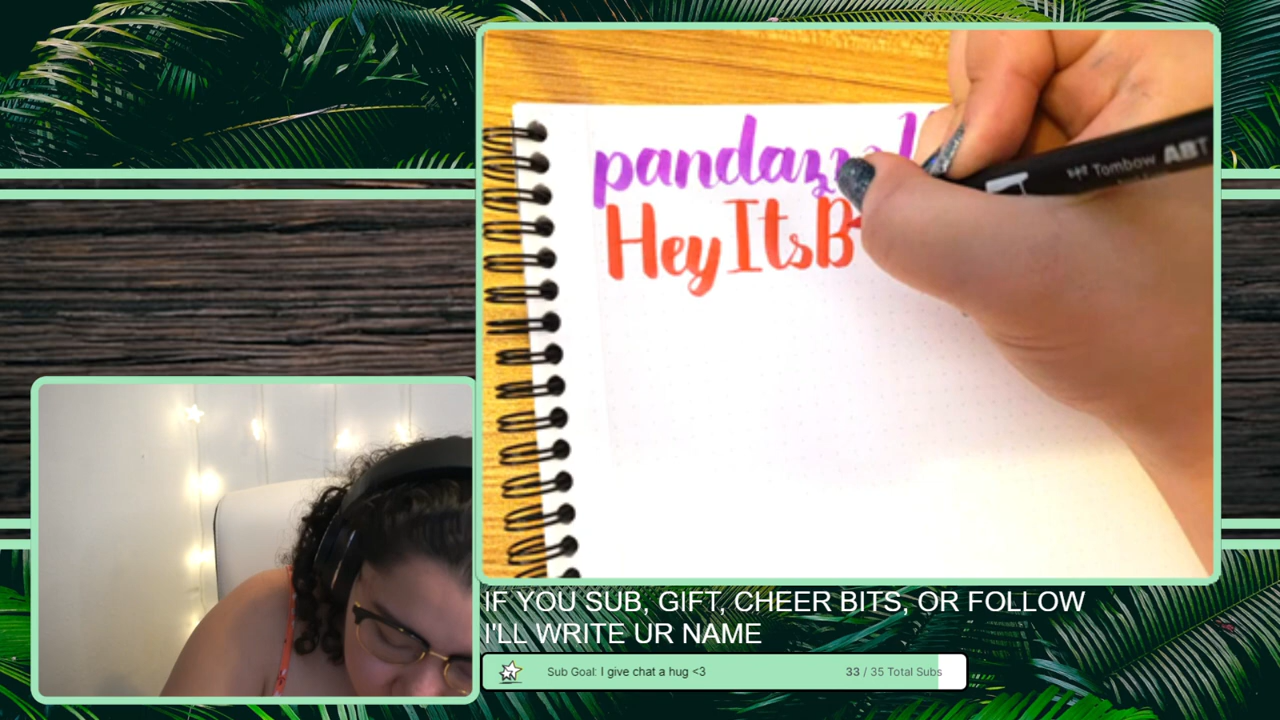 HeyItsB
Tombow ABT
IF YOU SUB, GIFT, CHEER BITS, OR FOLLOW
I'LL WRITE UR NAME
Sub Goal: I give chat a hug <3
33 / 35 Total Subs